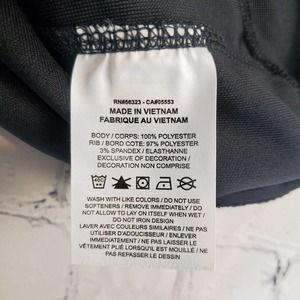 RN#56323 - CA#05553
MADE IN VIETNAM
FABRIQUE AU VIETNAM
BODY / CORPS: 100% POLYESTER
RIB / BORD COTE: 97% POLYESTER
3% SPANDEX / ELASTHANNE
EXCLUSIVE OF DECORATION /
DECORATION NON COMPRISE
WASH WITH LIKE COLORS / DO NOT USE
SOFTENERS / REMOVE IMMEDIATELY / DO
NOT ALLOW TO LAY ON ITSELF WHEN WET /
DO NOT IRON DESIGN
LAVER AVEC COULEURS SIMILAIRES / NE PAS
UTILISER D'ADOUCISSEUR / ENLEVER
IMMÉDIATEMENT / NE PAS LAISSER LE
VÊTEMENT PLIÉ LORSQU'IL EST MOUILLÉ / NE
PAS REPASSER LE DESSIN